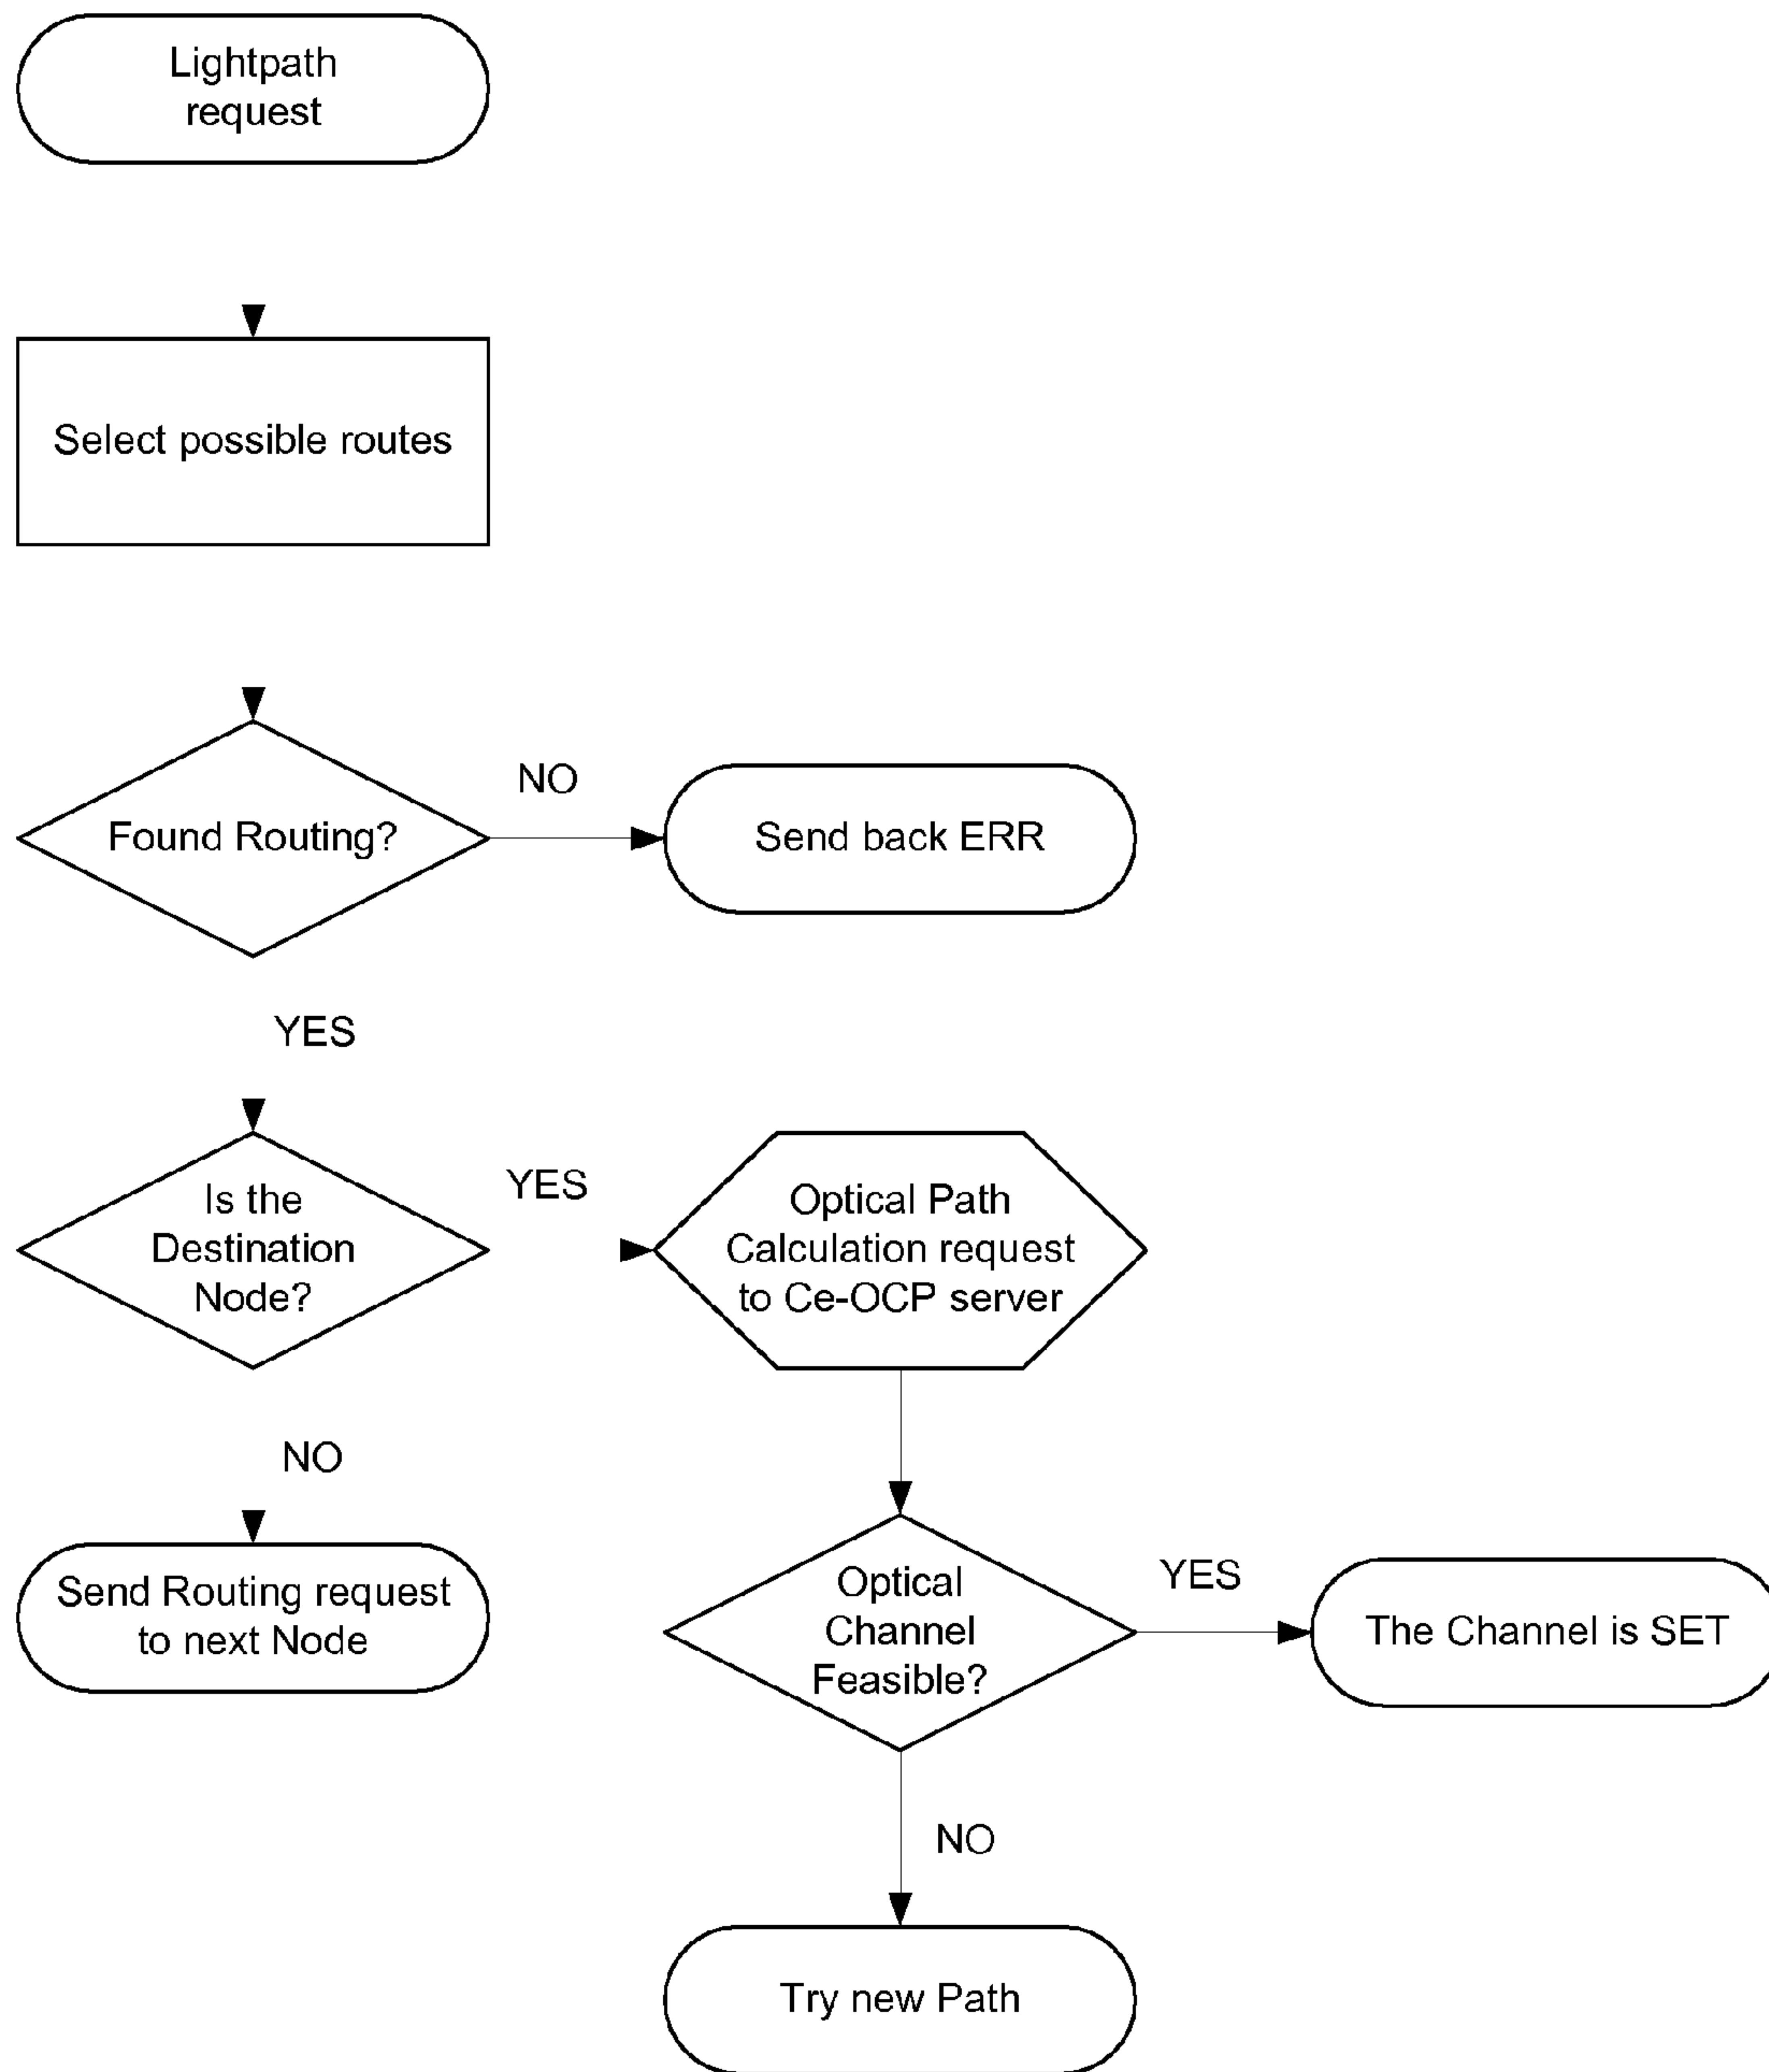 Lightpath
request
Select possible routes
Found Routing?
NO
Send back ERR
YES
Is the
Destination
Node?
YES
Optical Path
Calculation request
to Ce-OCP server
NO
Send Routing request
to next Node
Optical
Channel
Feasible?
YES
The Channel is SET
NO
Try new Path